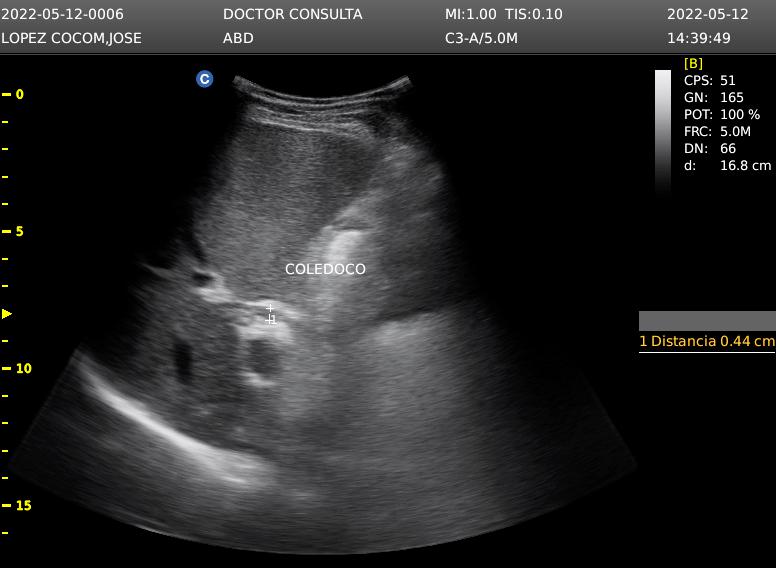 2022-05-12-0006 DOCTOR CONSULTA MI:1.00 TIS:0.10 2022-05-12
LOPEZ COCOM,JOSE ABD C3-A/5.0M 14:39:49
C
[B]
CPS: 51
GN: 165
POT: 100 %
FRC: 5.0M
DN: 66
d: 16.8 cm
0
5
COLEDOCO
1
1 Distancia 0.44 cm
10
15